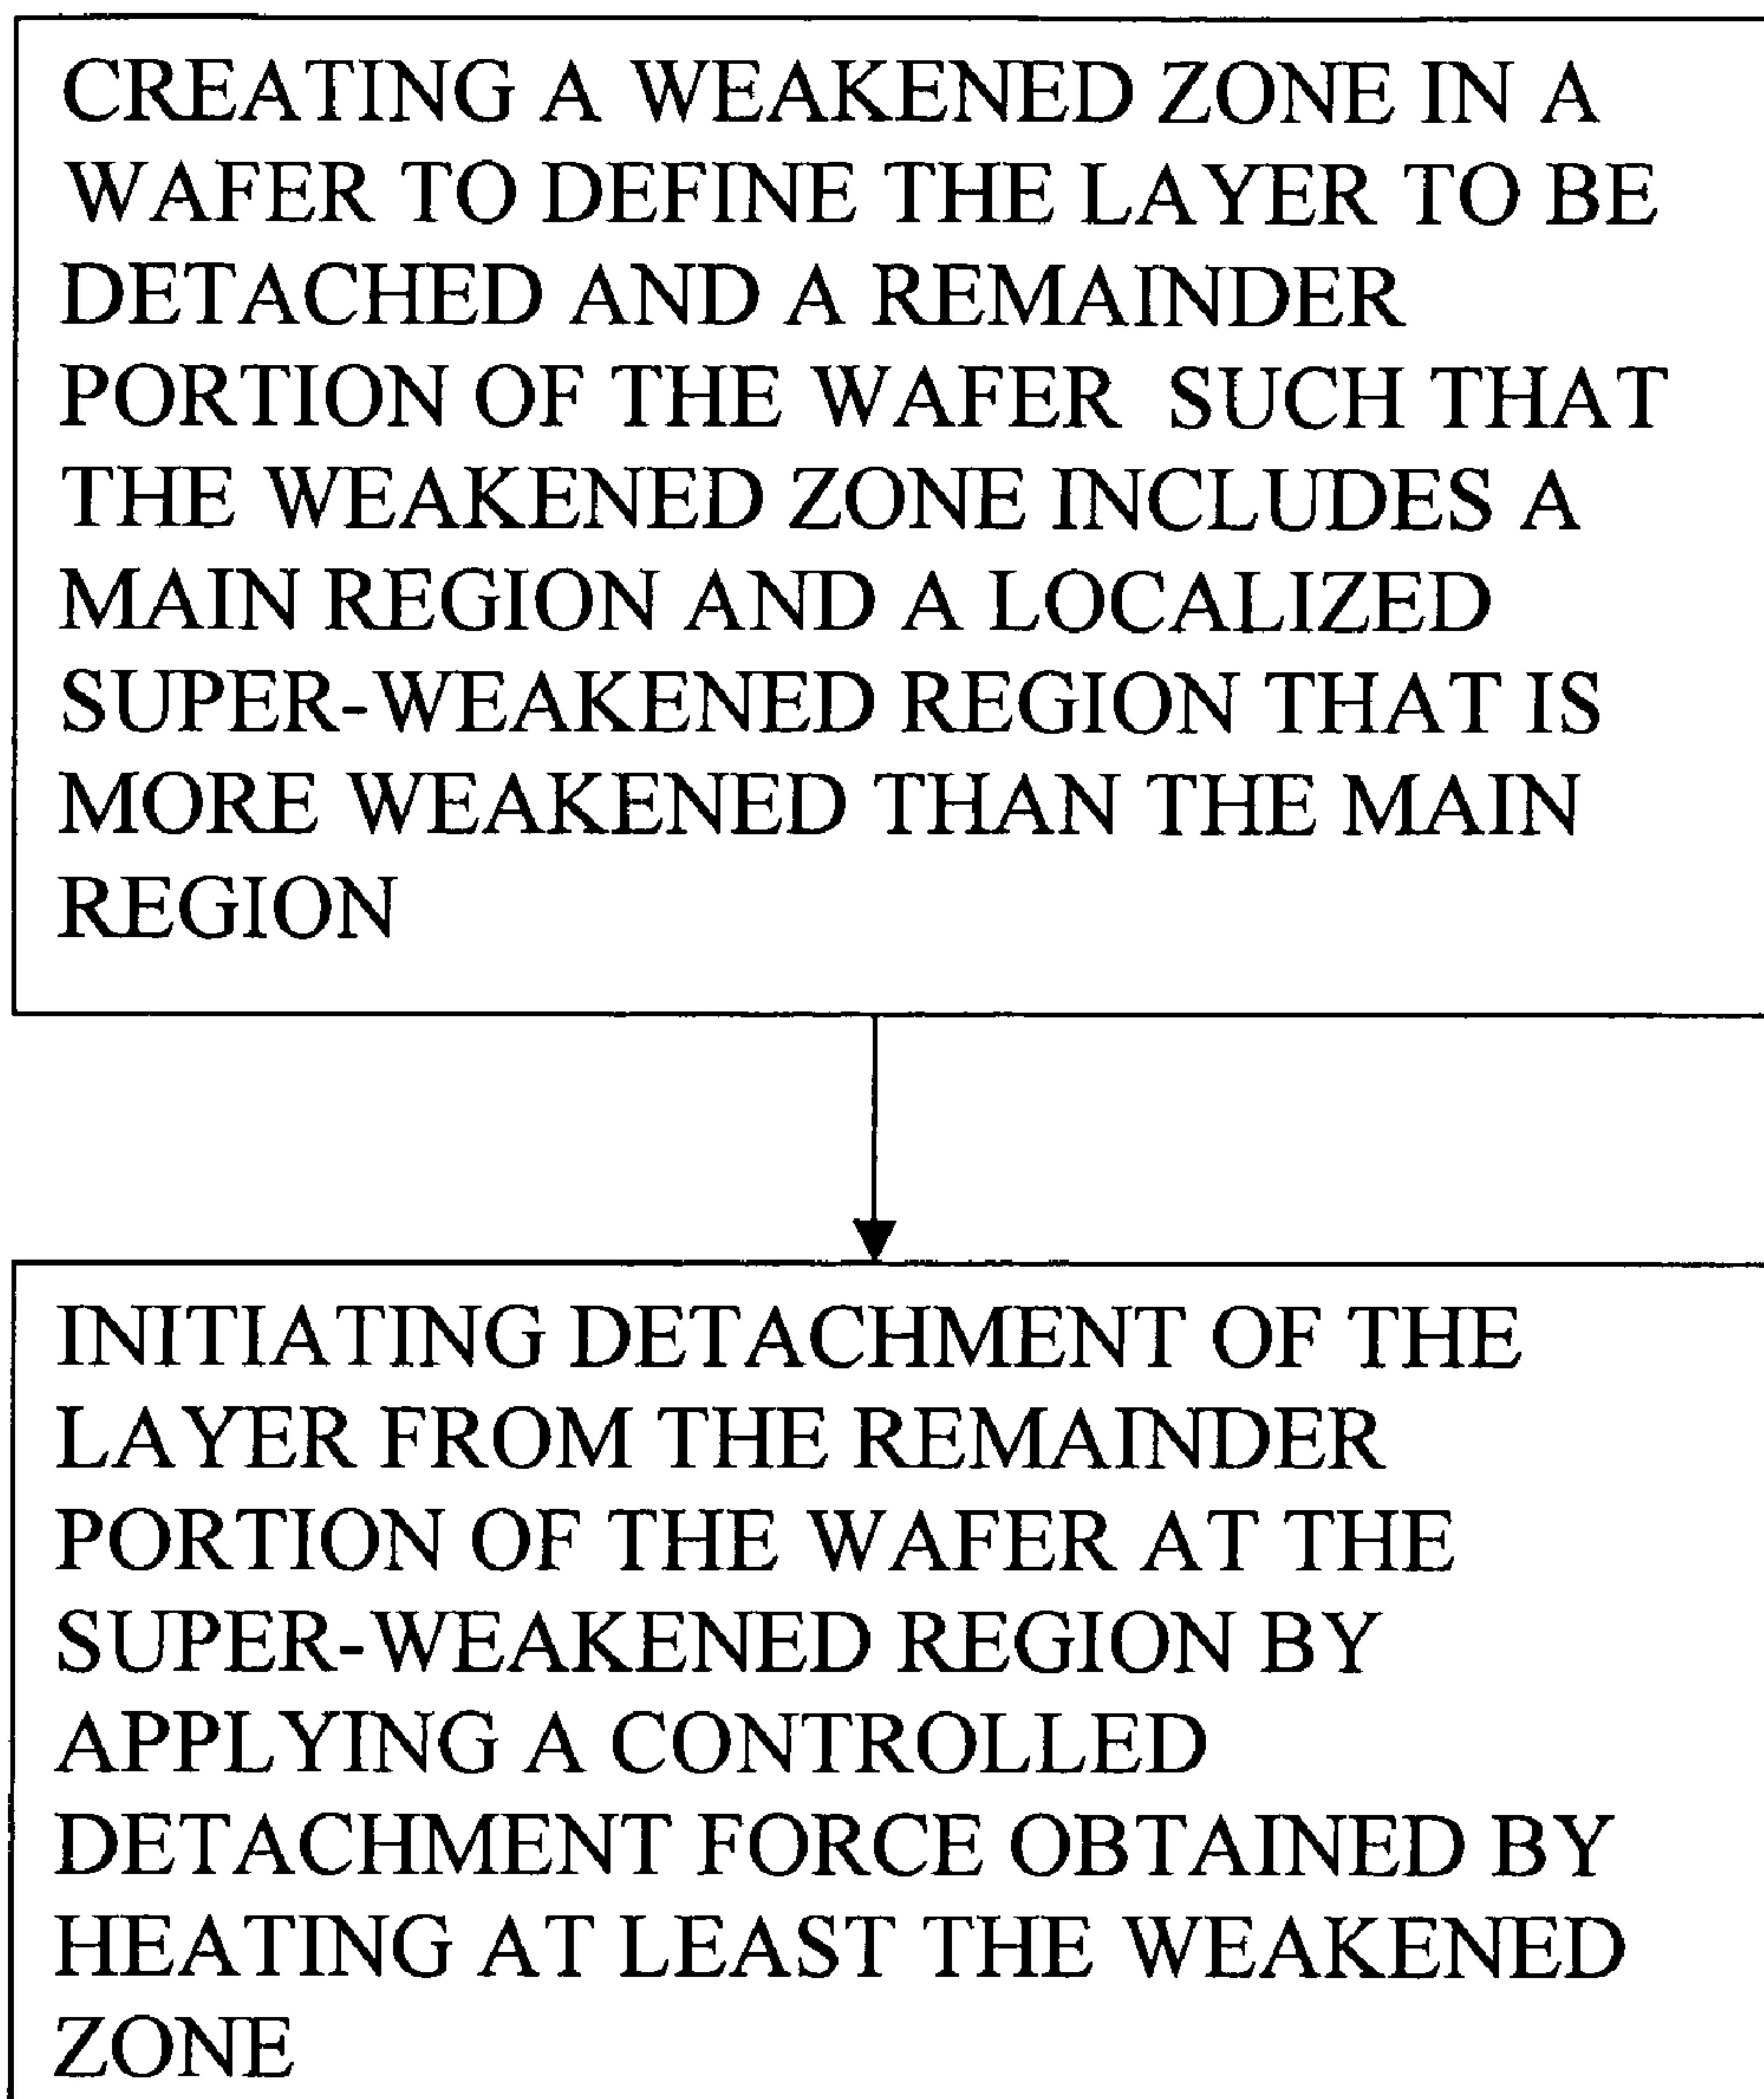 CREATING A WEAKENED ZONE IN A
WAFER TO DEFINE THE LAYER TO BE
DETACHED AND A REMAINDER
PORTION OF THE WAFER SUCH THAT
THE WEAKENED ZONE INCLUDES A
MAIN REGION AND A LOCALIZED
SUPER-WEAKENED REGION THAT IS
MORE WEAKENED THAN THE MAIN
REGION
INITIATING DETACHMENT OF THE
LAYER FROM THE REMAINDER
PORTION OF THE WAFER AT THE
SUPER-WEAKENED REGION BY
APPLYING A CONTROLLED
DETACHMENT FORCE OBTAINED BY
HEATING AT LEAST THE WEAKENED
ZONE